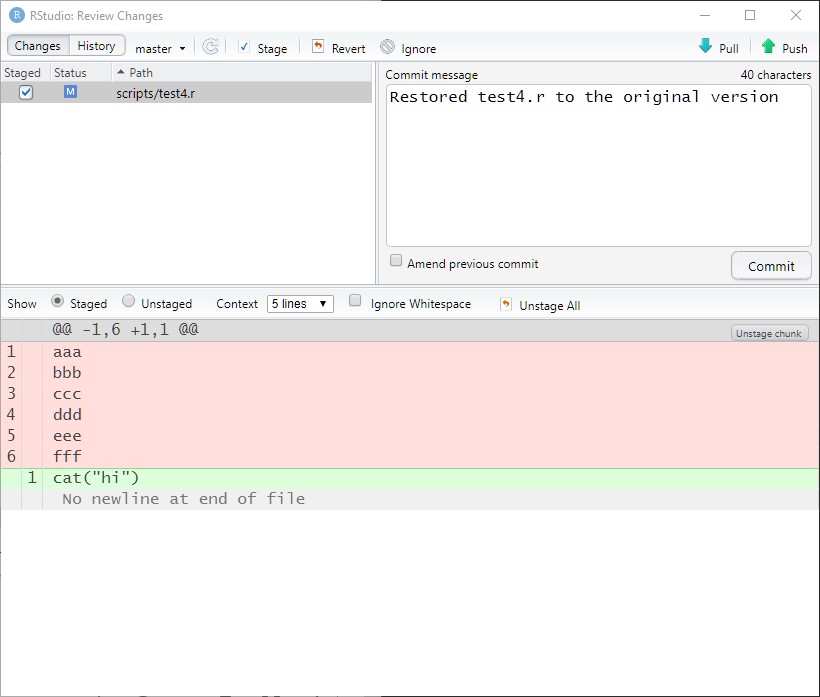 R RStudio: Review Changes
Changes History master Stage Revert Ignore Pull Push
Staged Status Path
M scripts/test4.r
Commit message 40 characters
Restored test4.r to the original version
Amend previous commit Commit
Show Staged Unstaged Context 5 lines Ignore Whitespace Unstage All
@@ -1,6 +1,1 @@ Unstage chunk
1 aaa
2 bbb
3 ccc
4 ddd
5 eee
6 fff
1 cat("hi")
No newline at end of file